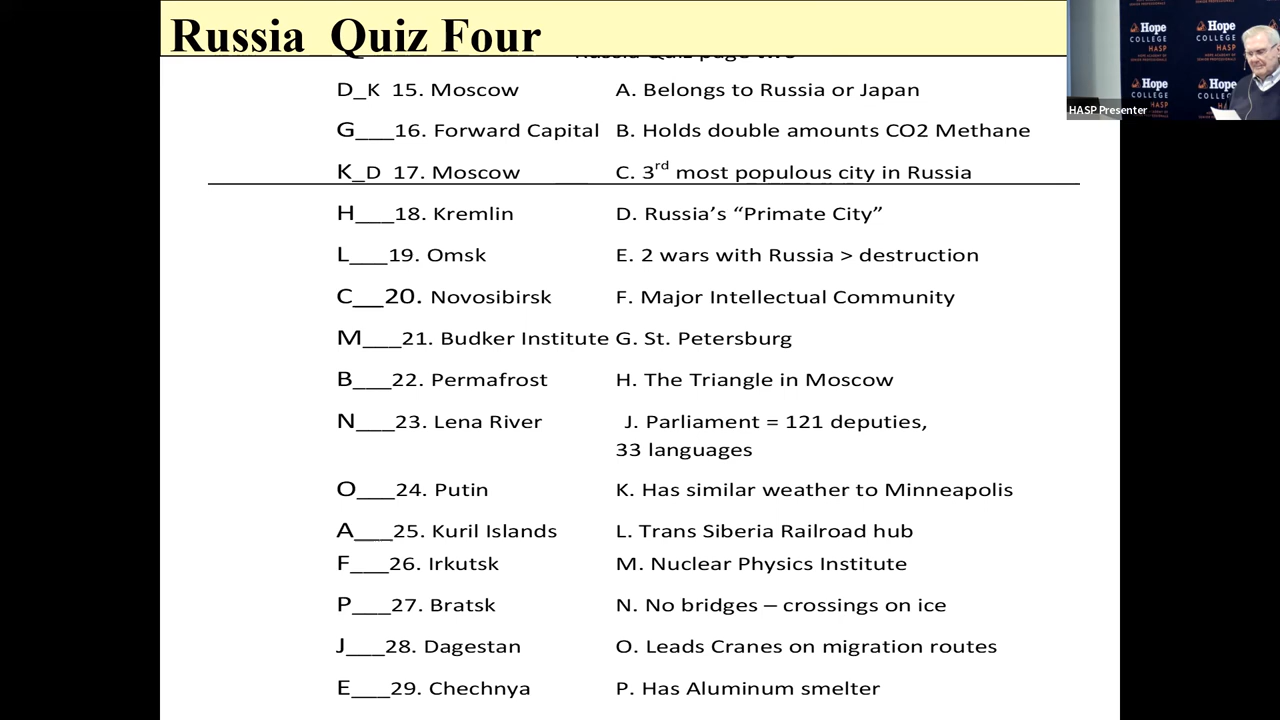 Russia Quiz Four
Russia Quiz page two
D_K 15. Moscow A. Belongs to Russia or Japan
G___16. Forward Capital B. Holds double amounts CO2 Methane
K_D 17. Moscow C. 3rd most populous city in Russia
H___18. Kremlin D. Russia’s “Primate City”
L___19. Omsk E. 2 wars with Russia > destruction
C__20. Novosibirsk F. Major Intellectual Community
M___21. Budker Institute G. St. Petersburg
B___22. Permafrost H. The Triangle in Moscow
N___23. Lena River J. Parliament = 121 deputies,
33 languages
O___24. Putin K. Has similar weather to Minneapolis
A___25. Kuril Islands L. Trans Siberia Railroad hub
F___26. Irkutsk M. Nuclear Physics Institute
P___27. Bratsk N. No bridges – crossings on ice
J___28. Dagestan O. Leads Cranes on migration routes
E___29. Chechnya P. Has Aluminum smelter
Hope
COLLEGE
HASP
HASP Presenter